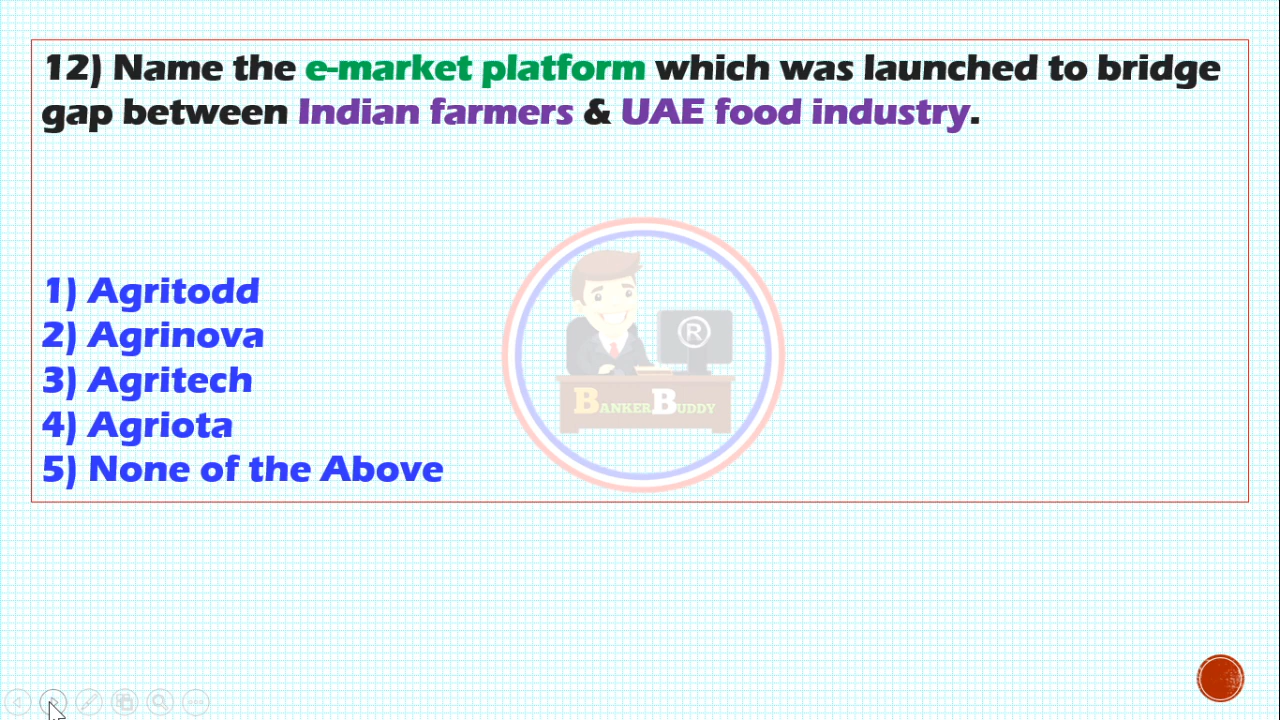 12) Name the e-market platform which was launched to bridge
gap between Indian farmers & UAE food industry.
1) Agritodd
2) Agrinova
3) Agritech
4) Agriota
5) None of the Above
®
BANKER BUDDY